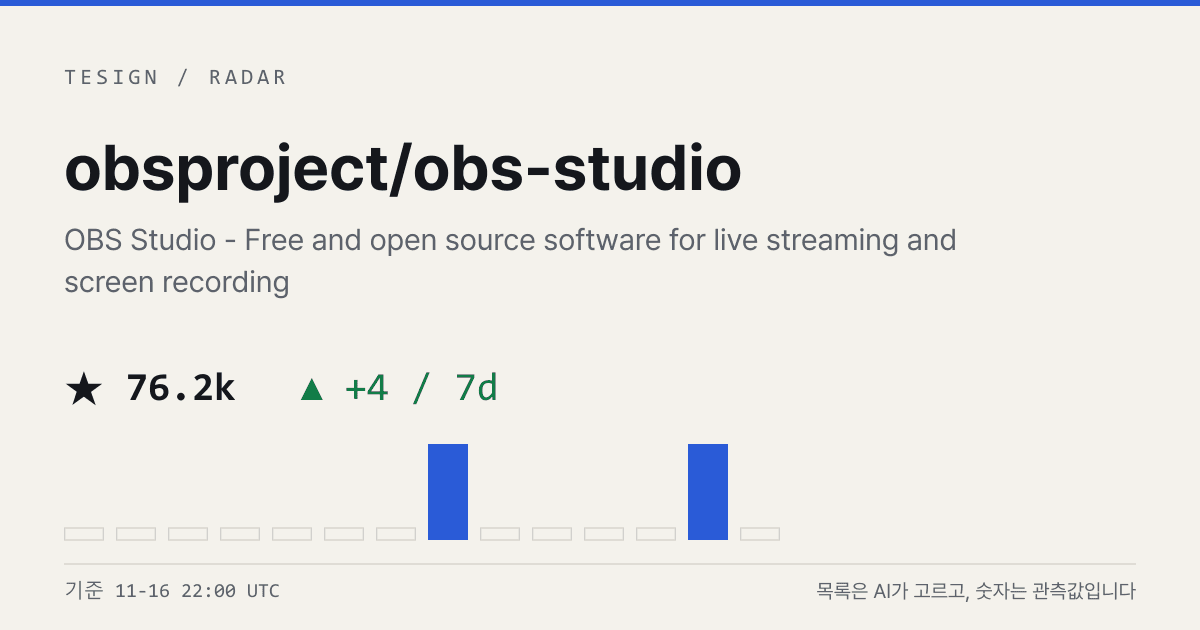 TESIGN / RADAR
obsproject/obs-studio
OBS Studio - Free and open source software for live streaming and
screen recording
★ 76.2k ▲ +4 / 7d
기준 11-16 22:00 UTC
목록은 AI가 고르고, 숫자는 관측값입니다